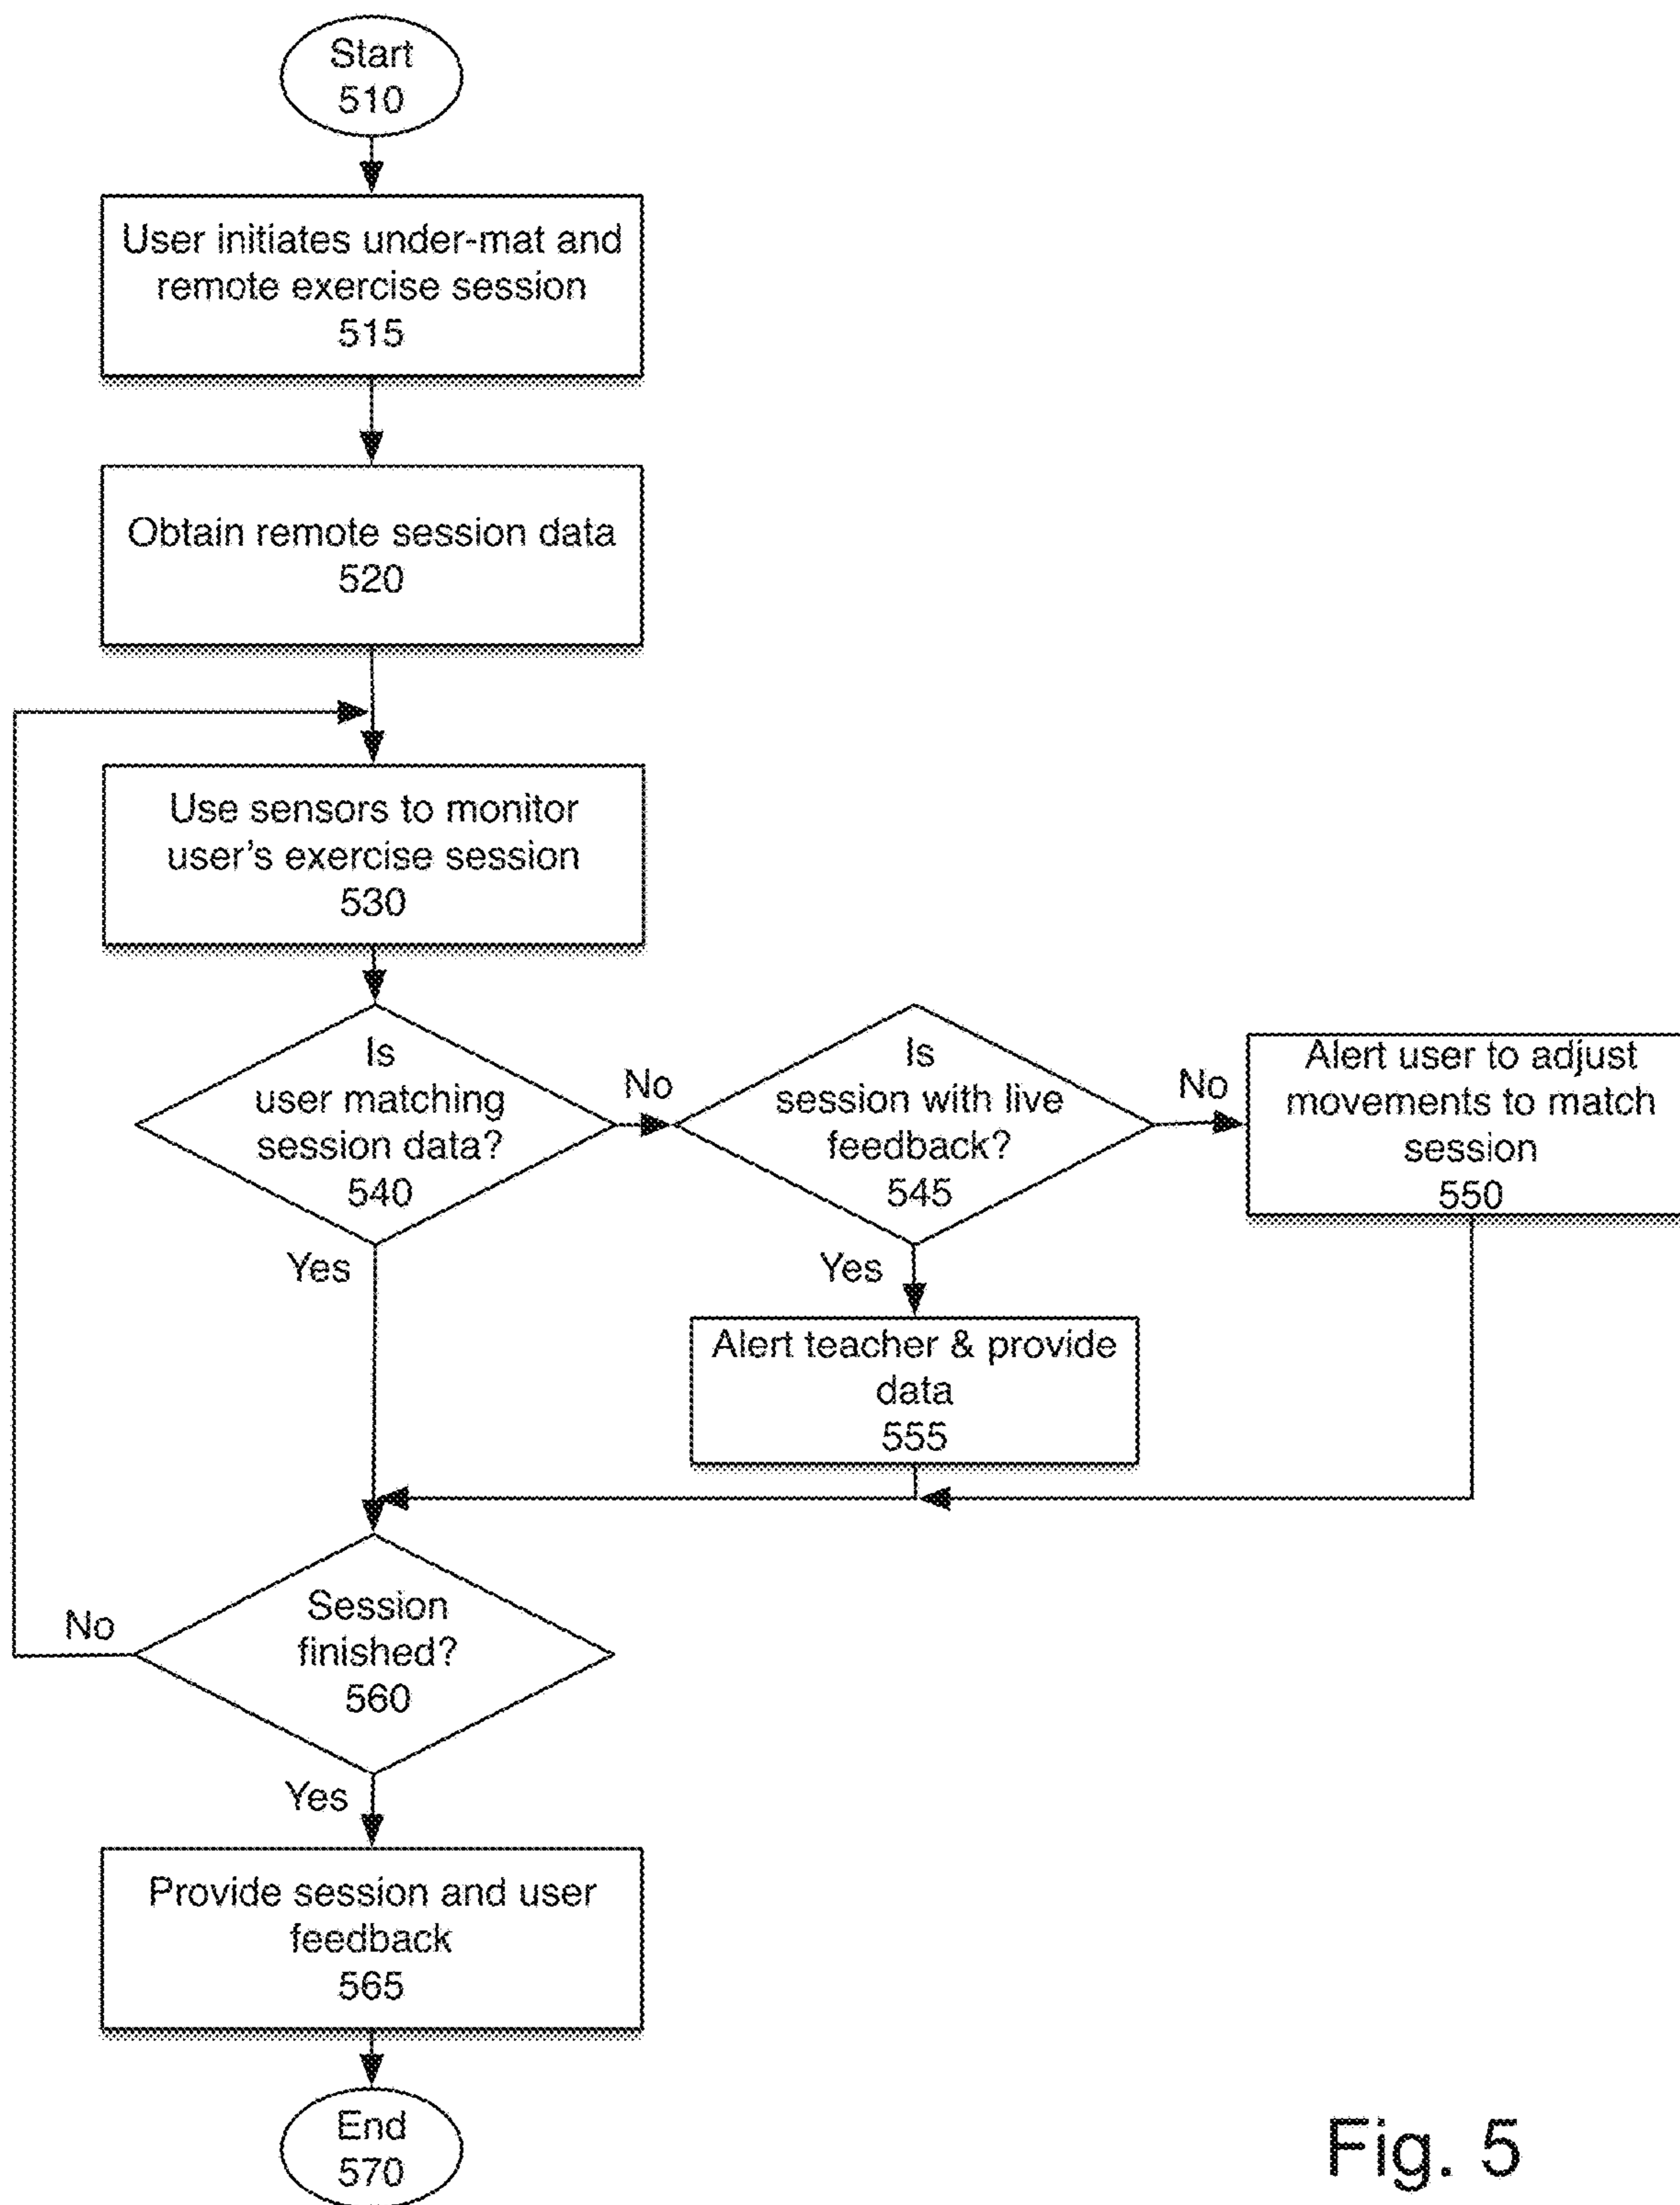 Start
510
User initiates under-mat and
remote exercise session
515
Obtain remote session data
520
Use sensors to monitor
user's exercise session
530
Is
user matching
session data?
540
No
Is
session with live
feedback?
545
No
Alert user to adjust
movements to match
session
550
Yes
Yes
Alert teacher & provide
data
555
Session
finished?
560
No
Yes
Provide session and user
feedback
565
End
570
Fig. 5